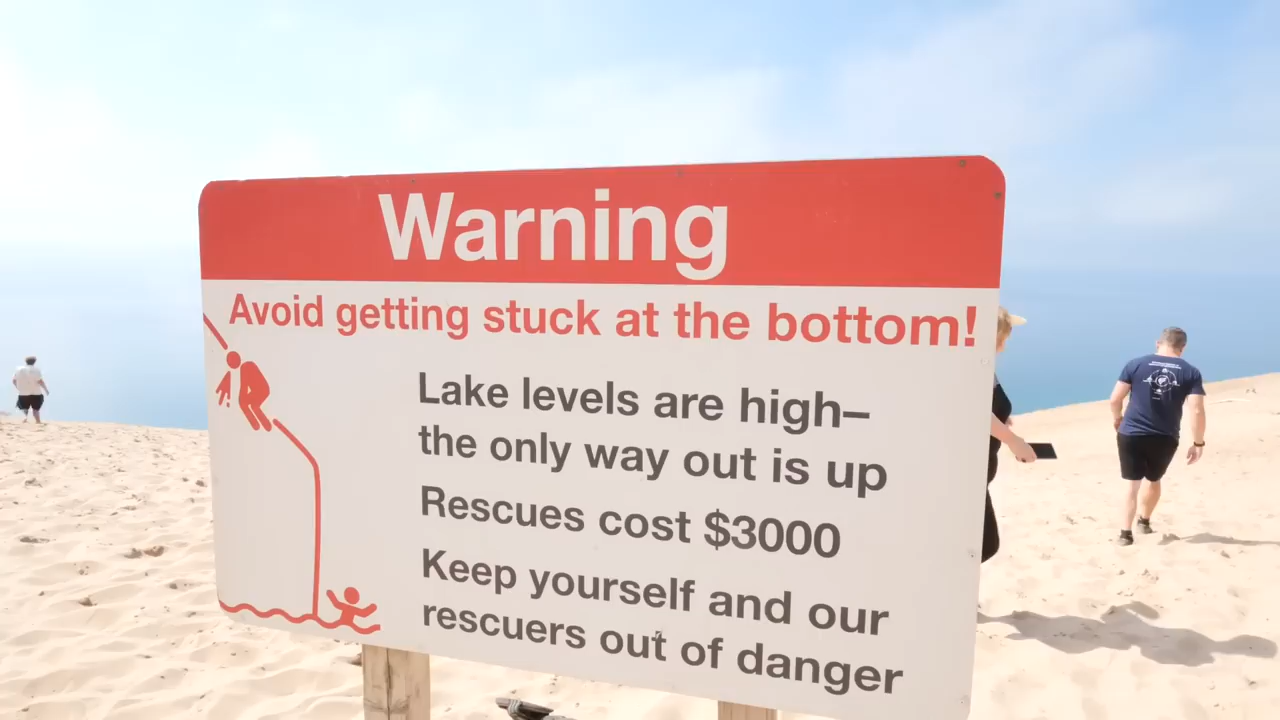 Warning
Avoid getting stuck at the bottom!
Lake levels are high–
the only way out is up
Rescues cost $3000
Keep yourself and our
rescuers out of danger